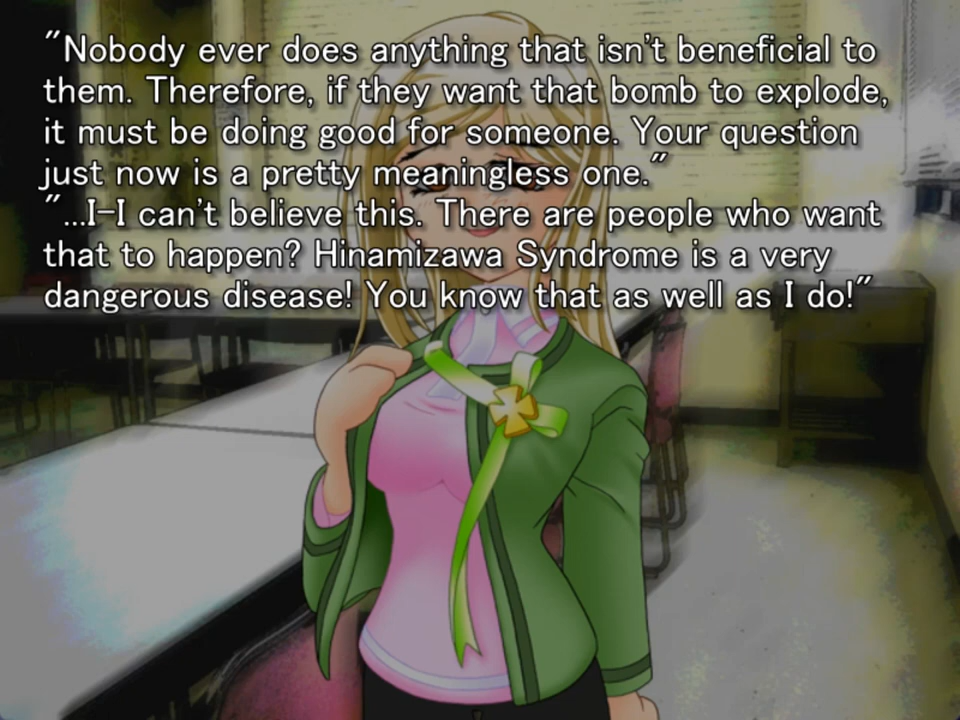 "Nobody ever does anything that isn't beneficial to
them. Therefore, if they want that bomb to explode,
it must be doing good for someone. Your question
just now is a pretty meaningless one."
"...I-I can't believe this. There are people who want
that to happen? Hinamizawa Syndrome is a very
dangerous disease! You know that as well as I do!"